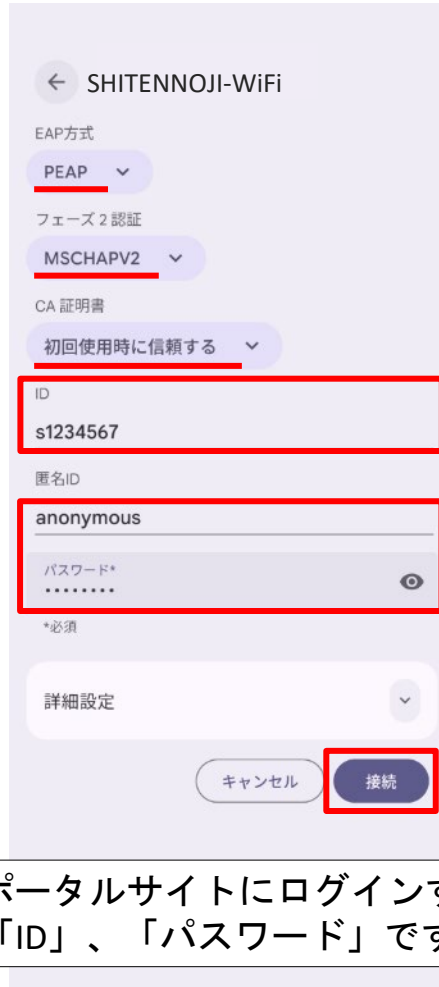 SHITENNOJI-WiFi
EAP方式
PEAP
フェーズ 2 認証
MSCHAPV2
CA 証明書
初回使用時に信頼する
ID
s1234567
匿名ID
anonymous
パスワード*
••••••••
*必須
詳細設定
キャンセル
接続
ポータルサイトにログインす
「ID」、「パスワード」です